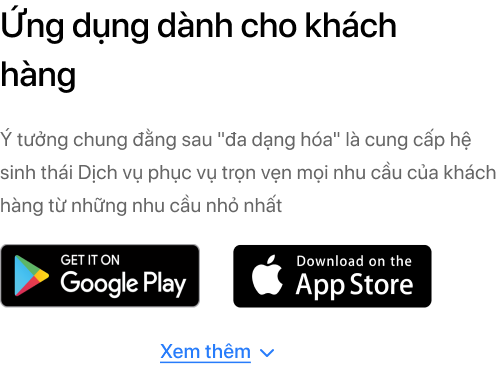 Ứng dụng dành cho khách
hàng
Ý tưởng chung đằng sau "đa dạng hóa" là cung cấp hệ
sinh thái Dịch vụ phục vụ trọn vẹn mọi nhu cầu của khách
hàng từ những nhu cầu nhỏ nhất
GET IT ON
Google Play
Download on the
App Store
Xem thêm